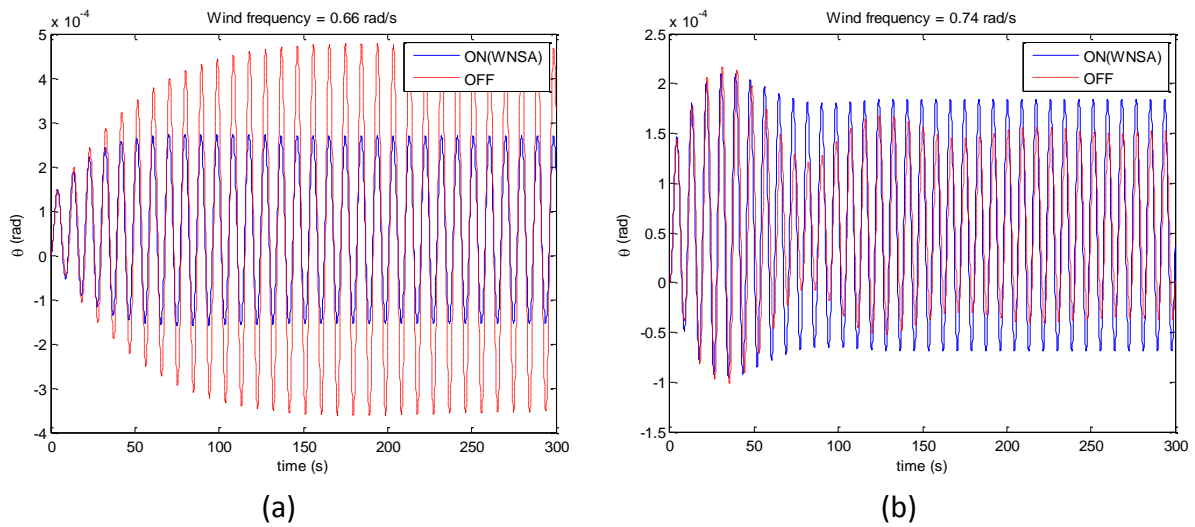 Wind frequency = 0.66 rad/s
x 10⁻⁴
5
4
3
2
1
0
-1
-2
-3
-4
0 50 100 150 200 250 300
θ (rad)
time (s)
ON(WNSA)
OFF
(a)
Wind frequency = 0.74 rad/s
x 10⁻⁴
2.5
2
1.5
1
0.5
0
-0.5
-1
-1.5
0 50 100 150 200 250 300
θ (rad)
time (s)
ON(WNSA)
OFF
(b)